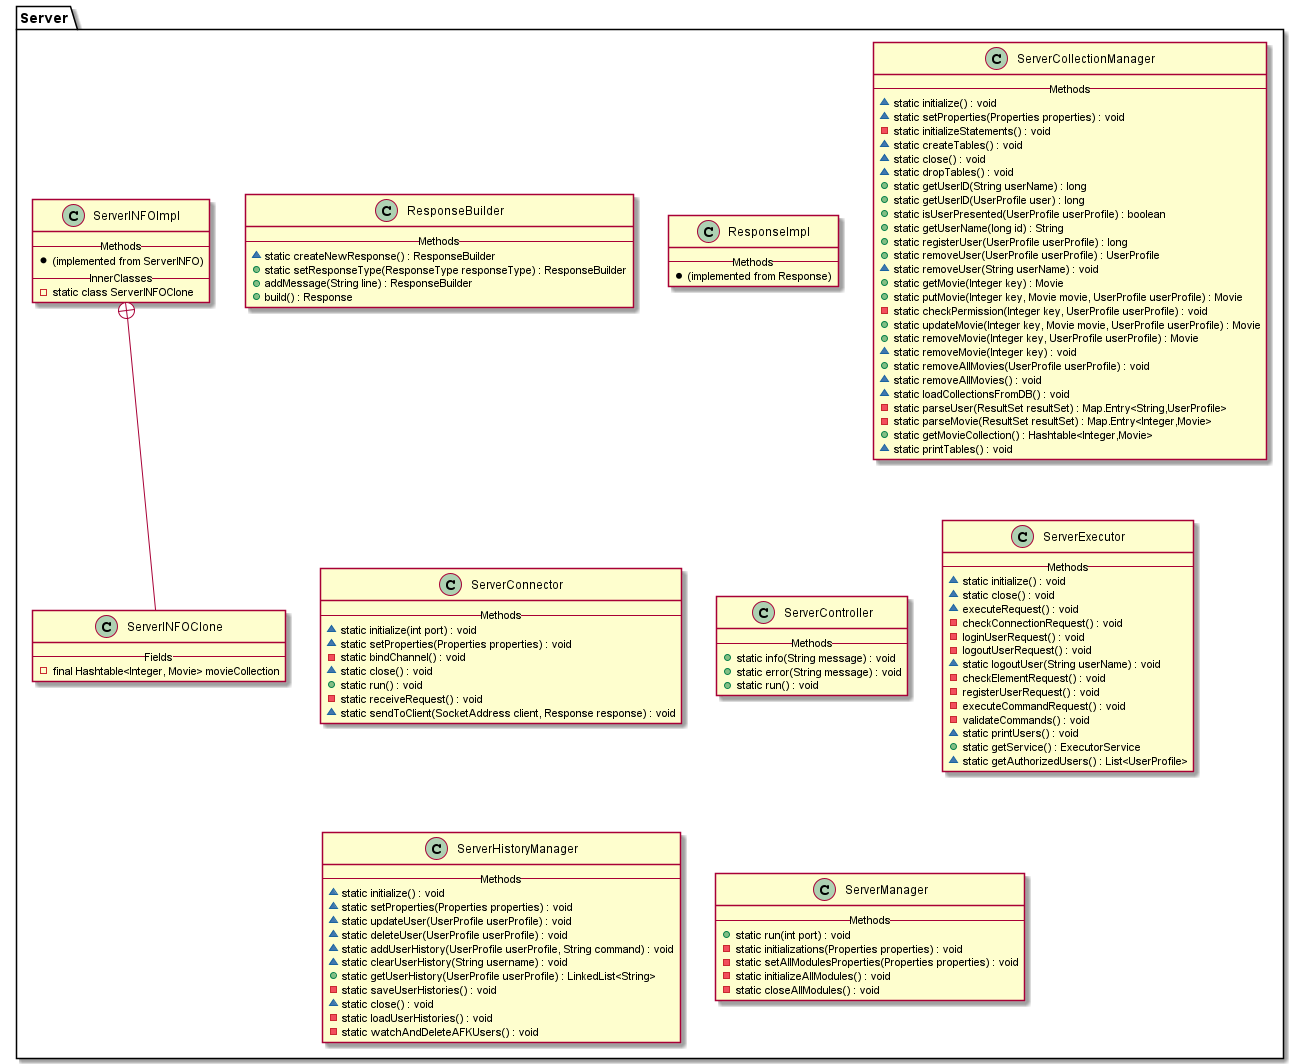 Server
C ServerINFOImpl
Methods
(implemented from ServerINFO)
InnerClasses
static class ServerINFOClone
C ResponseBuilder
Methods
static createNewResponse() : ResponseBuilder
static setResponseType(ResponseType responseType) : ResponseBuilder
addMessage(String line) : ResponseBuilder
build() : Response
C ResponseImpl
Methods
(implemented from Response)
C ServerCollectionManager
Methods
static initialize() : void
static setProperties(Properties properties) : void
static initializeStatements() : void
static createTables() : void
static close() : void
static dropTables() : void
static getUserID(String userName) : long
static getUserID(UserProfile user) : long
static isUserPresented(UserProfile userProfile) : boolean
static getUserName(long id) : String
static registerUser(UserProfile userProfile) : long
static removeUser(UserProfile userProfile) : UserProfile
static removeUser(String userName) : void
static getMovie(Integer key) : Movie
static putMovie(Integer key, Movie movie, UserProfile userProfile) : Movie
static checkPermission(Integer key, UserProfile userProfile) : void
static updateMovie(Integer key, Movie movie, UserProfile userProfile) : Movie
static removeMovie(Integer key, UserProfile userProfile) : Movie
static removeMovie(Integer key) : void
static removeAllMovies(UserProfile userProfile) : void
static removeAllMovies() : void
static loadCollectionsFromDB() : void
static parseUser(ResultSet resultSet) : Map.Entry<String,UserProfile>
static parseMovie(ResultSet resultSet) : Map.Entry<Integer,Movie>
static getMovieCollection() : Hashtable<Integer,Movie>
static printTables() : void
C ServerINFOClone
Fields
final Hashtable<Integer, Movie> movieCollection
C ServerConnector
Methods
static initialize(int port) : void
static setProperties(Properties properties) : void
static bindChannel() : void
static close() : void
static run() : void
static receiveRequest() : void
static sendToClient(SocketAddress client, Response response) : void
C ServerController
Methods
static info(String message) : void
static error(String message) : void
static run() : void
C ServerExecutor
Methods
static initialize() : void
static close() : void
executeRequest() : void
checkConnectionRequest() : void
loginUserRequest() : void
logoutUserRequest() : void
static logoutUser(String userName) : void
checkElementRequest() : void
registerUserRequest() : void
executeCommandRequest() : void
validateCommands() : void
static printUsers() : void
static getService() : ExecutorService
static getAuthorizedUsers() : List<UserProfile>
C ServerHistoryManager
Methods
static initialize() : void
static setProperties(Properties properties) : void
static updateUser(UserProfile userProfile) : void
static deleteUser(UserProfile userProfile) : void
static addUserHistory(UserProfile userProfile, String command) : void
static clearUserHistory(String username) : void
static getUserHistory(UserProfile userProfile) : LinkedList<String>
static saveUserHistories() : void
static close() : void
static loadUserHistories() : void
static watchAndDeleteAFKUsers() : void
C ServerManager
Methods
static run(int port) : void
static initializations(Properties properties) : void
static setAllModulesProperties(Properties properties) : void
static initializeAllModules() : void
static closeAllModules() : void